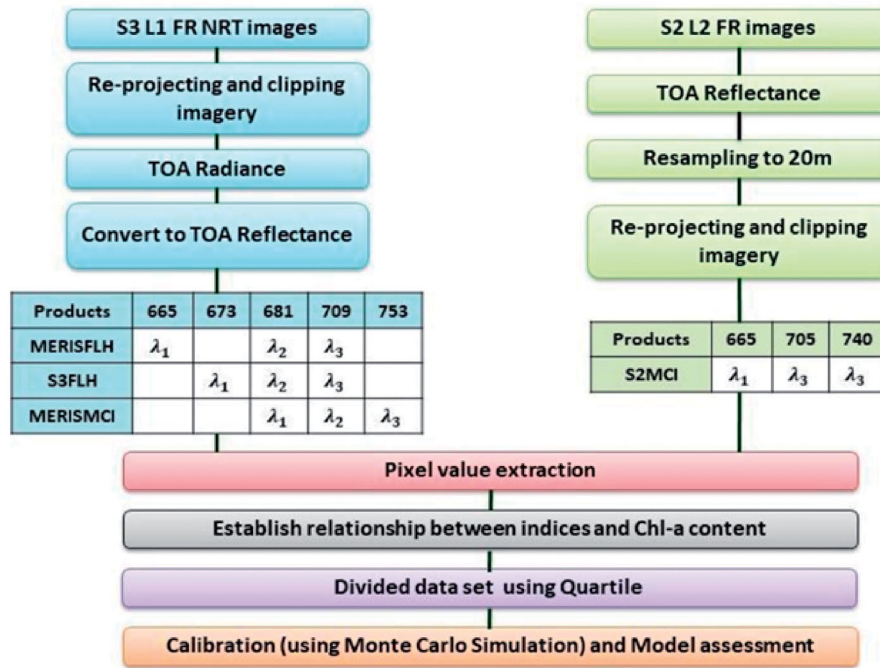 S3 L1 FR NRT images
Re-projecting and clipping
imagery
TOA Radiance
Convert to TOA Reflectance
Products 665 673 681 709 753
MERISFLH λ₁ λ₂ λ₃
S3FLH λ₁ λ₂ λ₃
MERISMCI λ₁ λ₂ λ₃
S2 L2 FR images
TOA Reflectance
Resampling to 20m
Re-projecting and clipping
imagery
Products 665 705 740
S2MCI λ₁ λ₃ λ₃
Pixel value extraction
Establish relationship between indices and Chl-a content
Divided data set using Quartile
Calibration (using Monte Carlo Simulation) and Model assessment